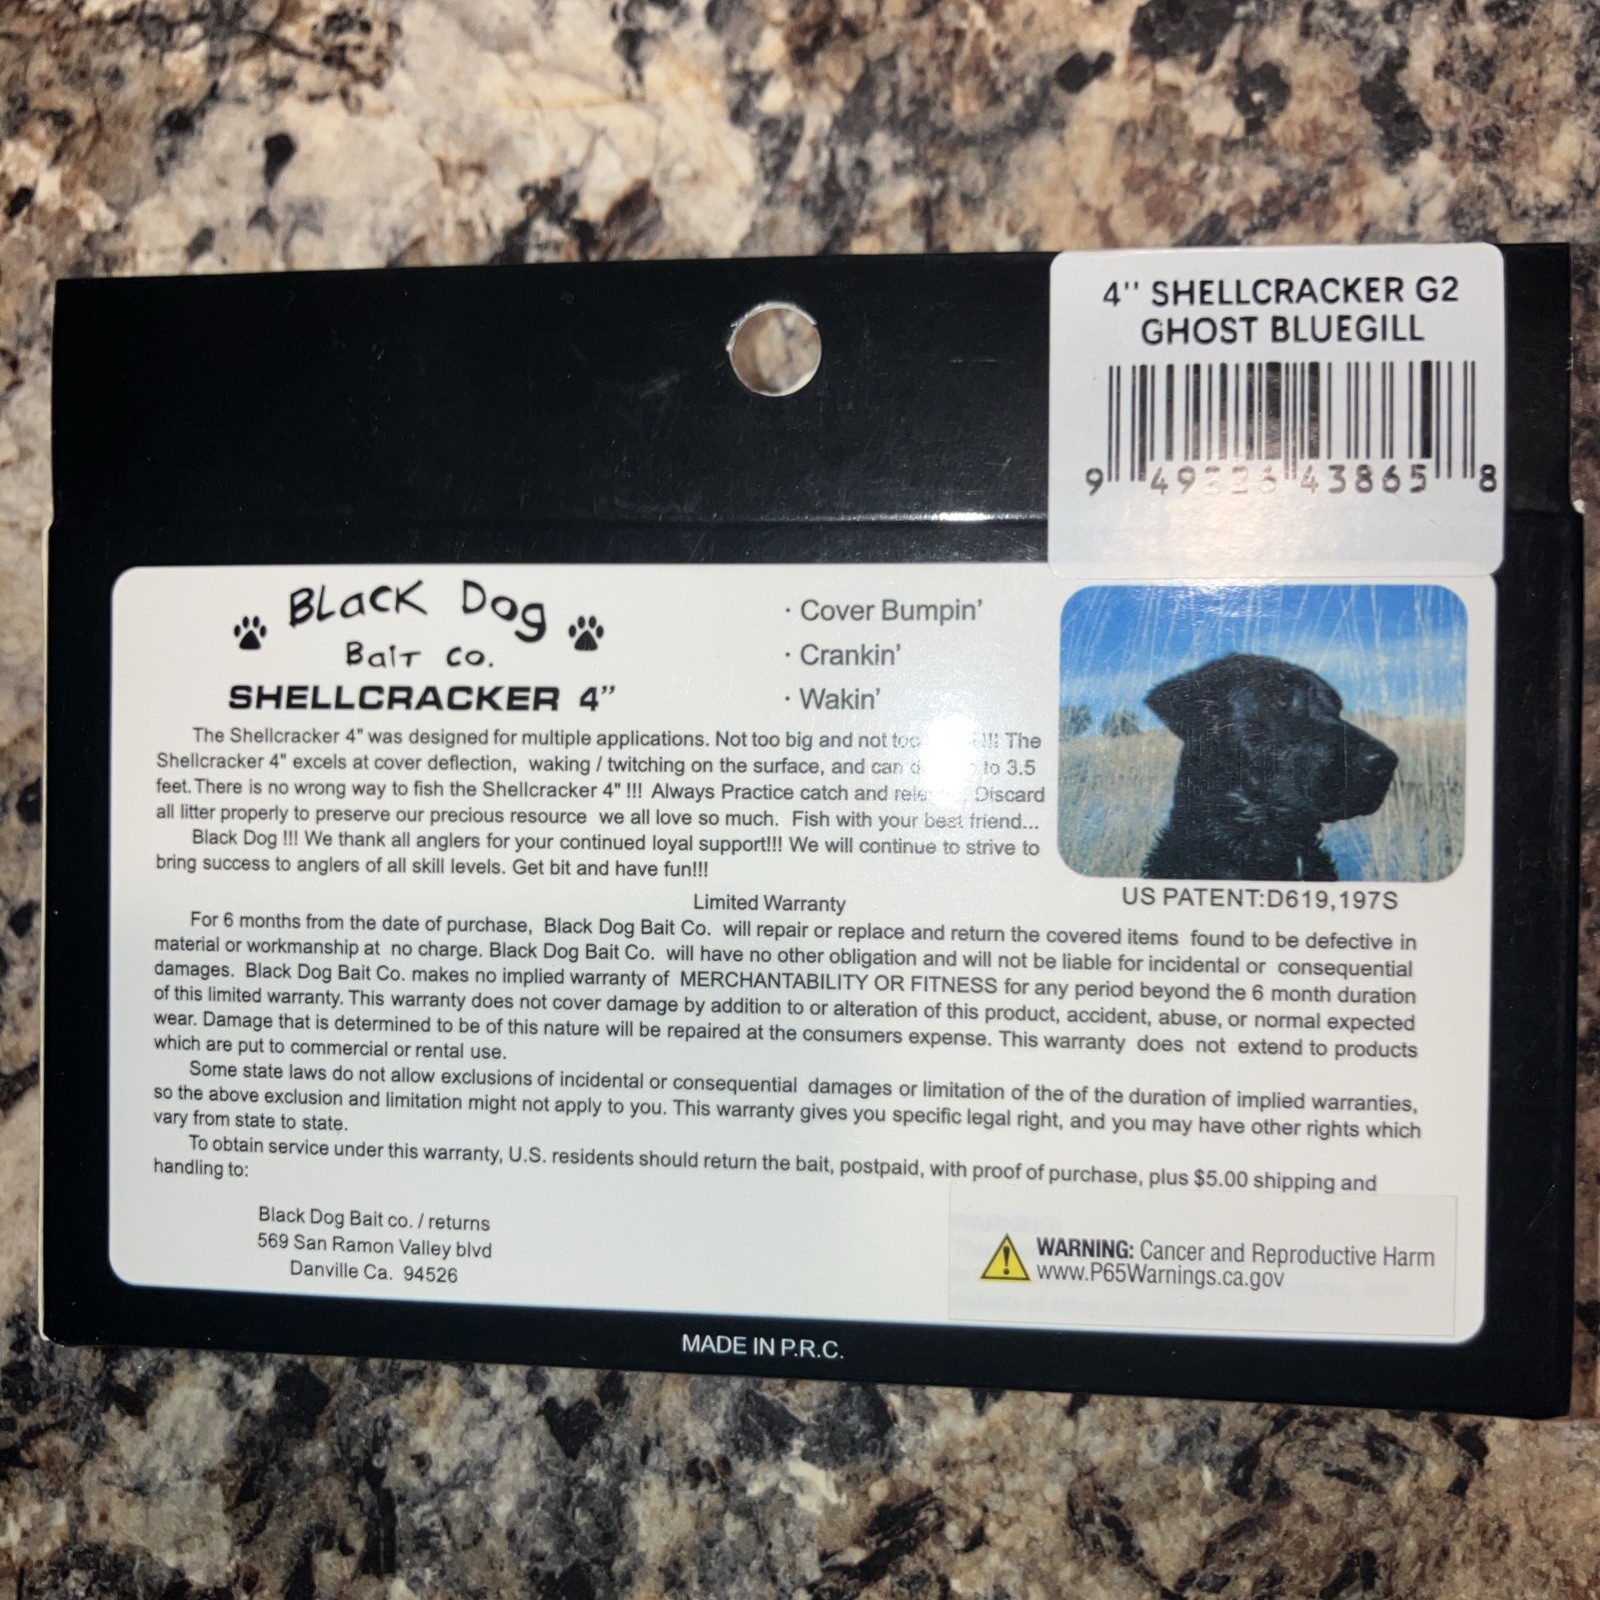 4'' SHELLCRACKER G2
GHOST BLUEGILL
9 49326 43865 8
BLacK Dog
BaiT co.
SHELLCRACKER 4"
· Cover Bumpin'
· Crankin'
· Wakin'
The Shellcracker 4" was designed for multiple applications. Not too big and not !!! The
Shellcracker 4" excels at cover deflection, waking / twitching on the surface, and can to 3.5
feet. There is no wrong way to fish the Shellcracker 4" !!! Always Practice catch and Discard
all litter properly to preserve our precious resource we all love so much. Fish with your best friend...
Black Dog !!! We thank all anglers for your continued loyal support!!! We will continue to strive to
bring success to anglers of all skill levels. Get bit and have fun!!!
US PATENT:D619,197S
Limited Warranty
For 6 months from the date of purchase, Black Dog Bait Co. will repair or replace and return the covered items found to be defective in
material or workmanship at no charge. Black Dog Bait Co. will have no other obligation and will not be liable for incidental or consequential
damages. Black Dog Bait Co. makes no implied warranty of MERCHANTABILITY OR FITNESS for any period beyond the 6 month duration
of this limited warranty. This warranty does not cover damage by addition to or alteration of this product, accident, abuse, or normal expected
wear. Damage that is determined to be of this nature will be repaired at the consumers expense. This warranty does not extend to products
which are put to commercial or rental use.
Some state laws do not allow exclusions of incidental or consequential damages or limitation of the of the duration of implied warranties,
so the above exclusion and limitation might not apply to you. This warranty gives you specific legal right, and you may have other rights which
vary from state to state.
To obtain service under this warranty, U.S. residents should return the bait, postpaid, with proof of purchase, plus $5.00 shipping and
handling to:
Black Dog Bait co. / returns
569 San Ramon Valley blvd
Danville Ca. 94526
WARNING: Cancer and Reproductive Harm
www.P65Warnings.ca.gov
MADE IN P.R.C.